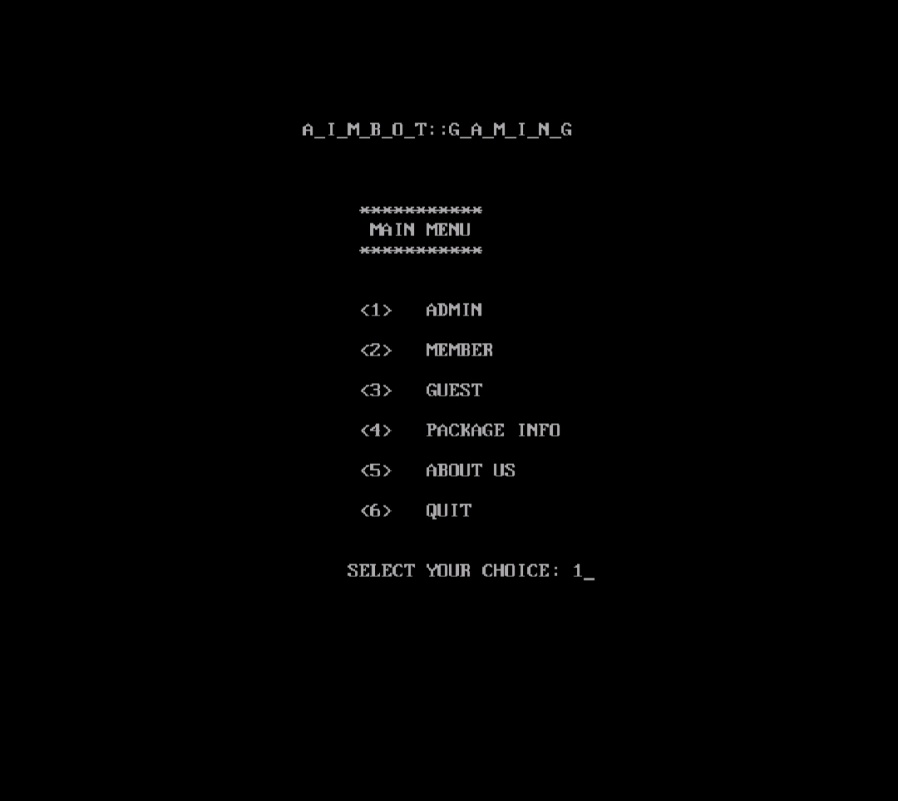 A_I_M_B_O_T::G_A_M_I_N_G
***********
MAIN MENU
***********
<1> ADMIN
<2> MEMBER
<3> GUEST
<4> PACKAGE INFO
<5> ABOUT US
<6> QUIT
SELECT YOUR CHOICE: 1_